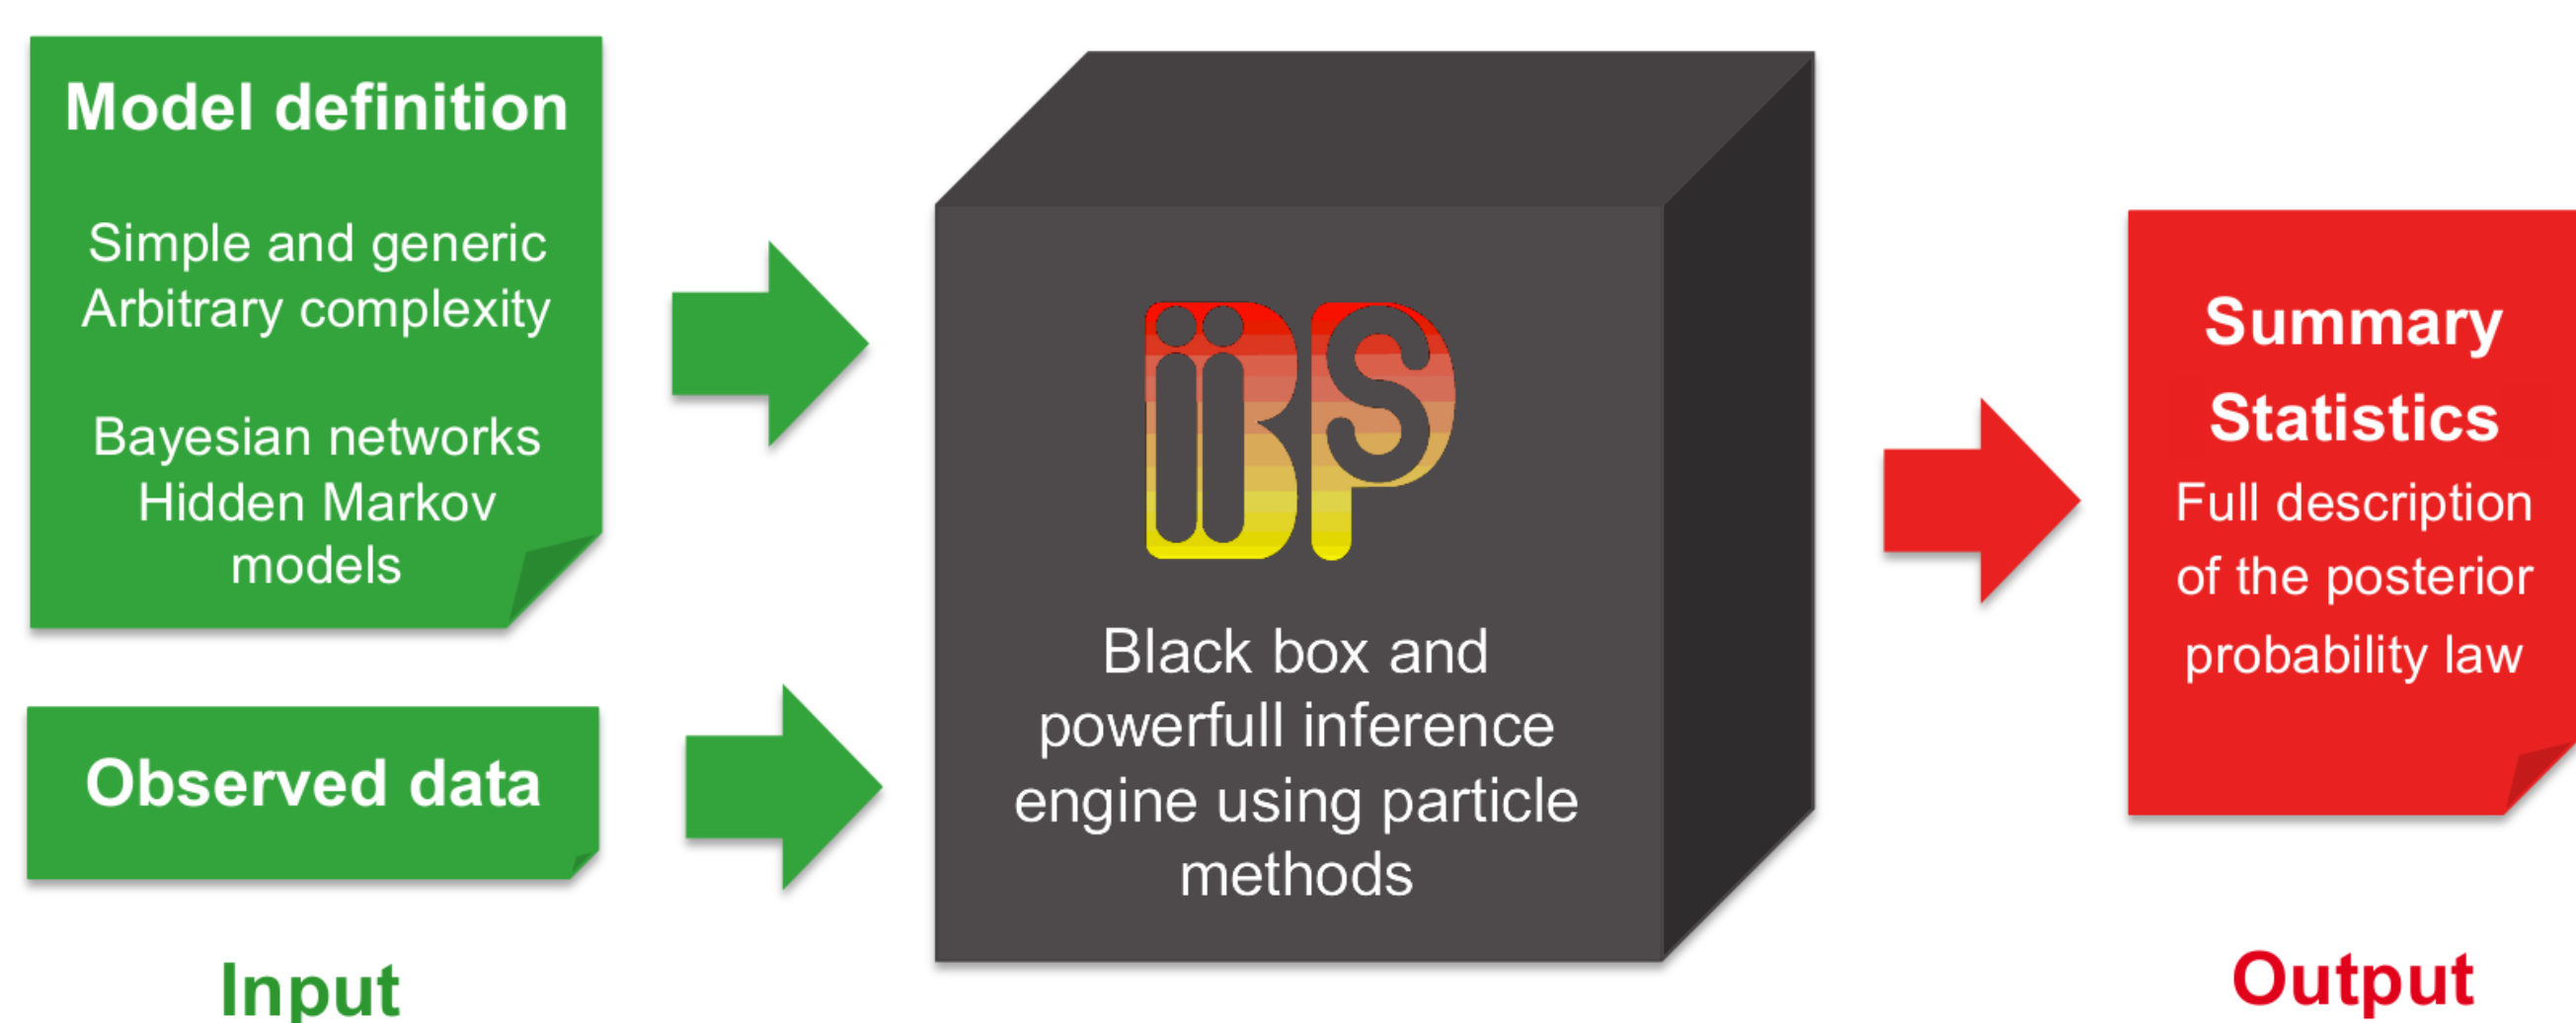 Model definition
Simple and generic
Arbitrary complexity
Bayesian networks
Hidden Markov
models
Observed data
Input
BiiPS
Black box and
powerfull inference
engine using particle
methods
Summary
Statistics
Full description
of the posterior
probability law
Output